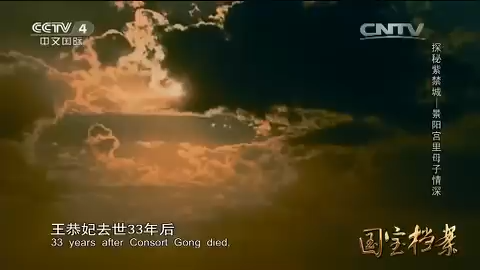 CCTV 4
中文国际
CNTV
探秘紫禁城—景阳宫里母子情深
王恭妃去世33年后
33 years after Consort Gong died,
国宝档案